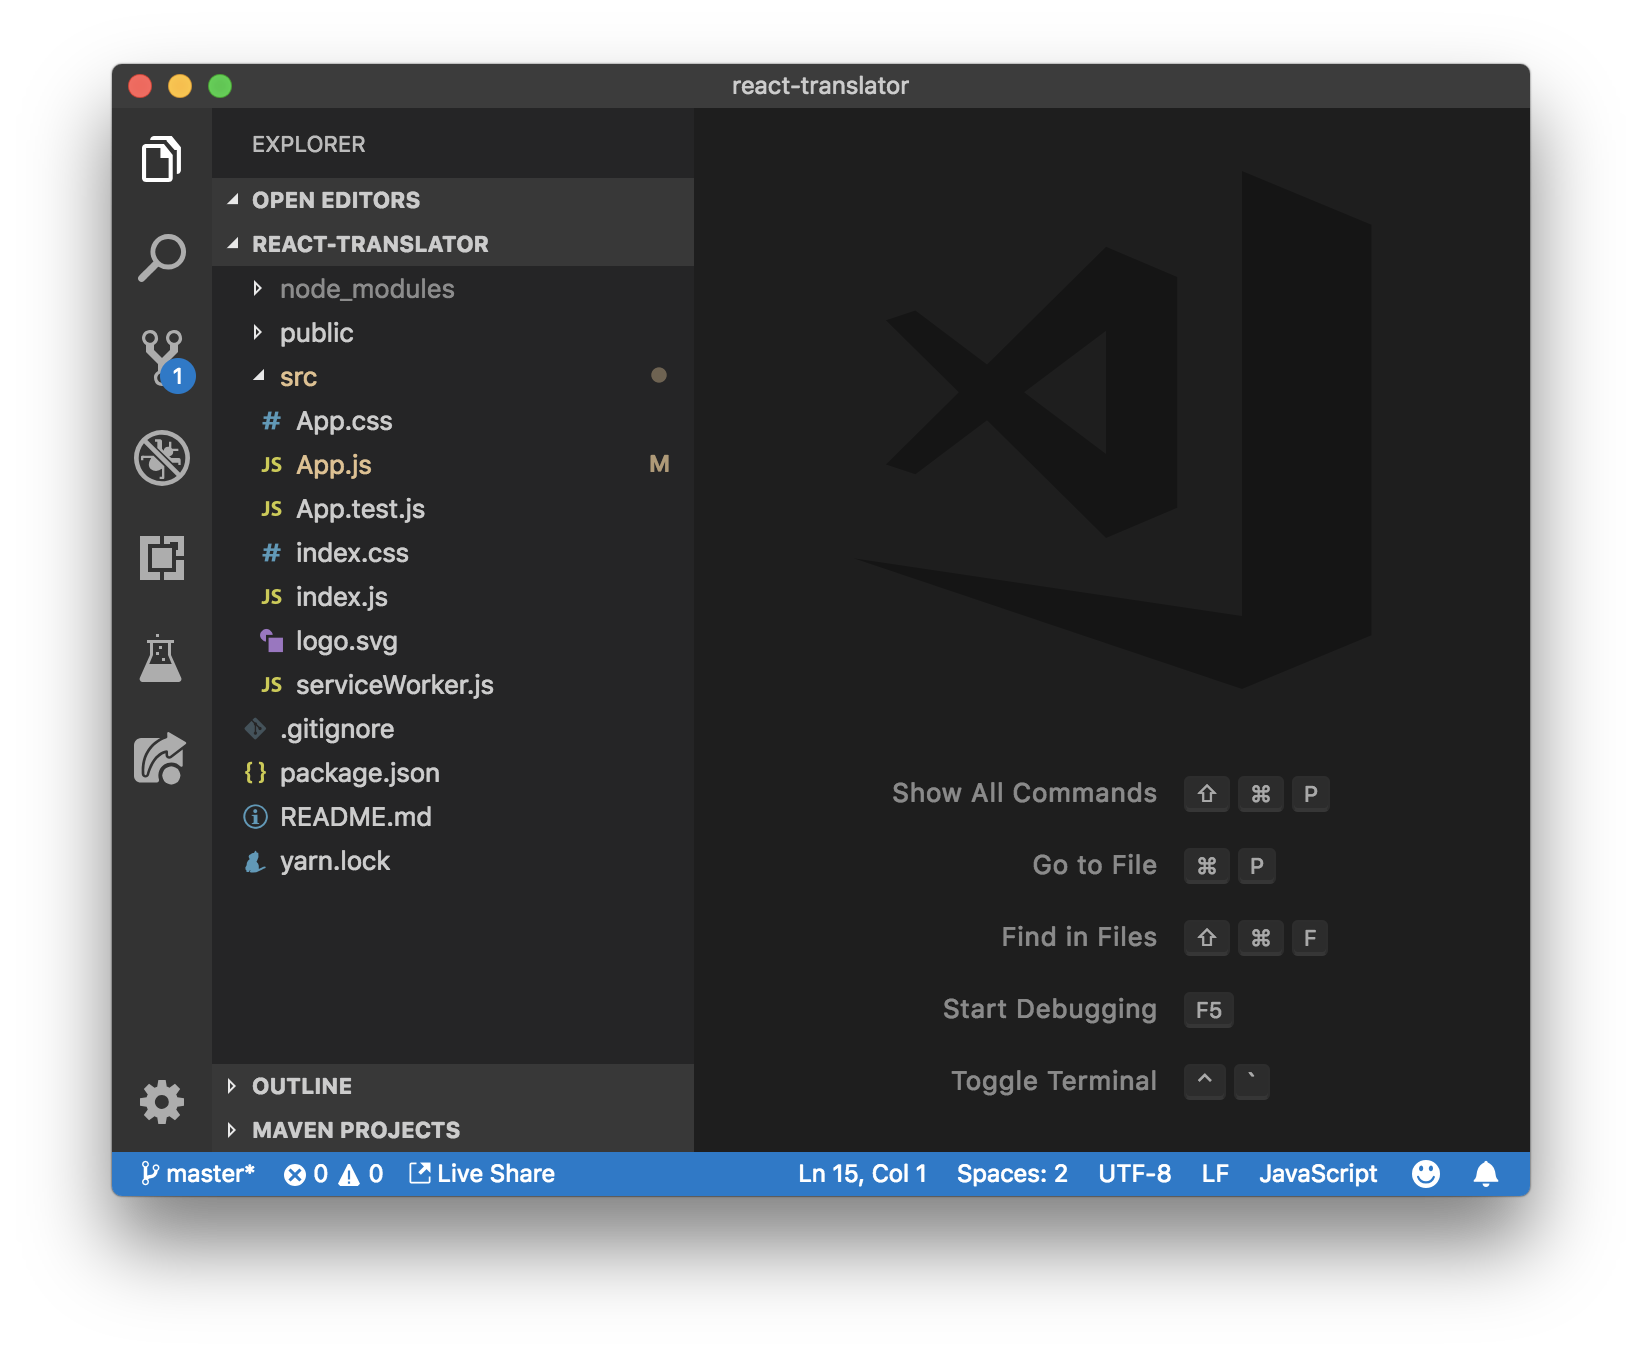 react-translator
EXPLORER
OPEN EDITORS
REACT-TRANSLATOR
node_modules
public
src
1
# App.css
JS App.js M
JS App.test.js
# index.css
JS index.js
logo.svg
JS serviceWorker.js
.gitignore
{ } package.json
README.md
yarn.lock
OUTLINE
MAVEN PROJECTS
Show All Commands ⇧ ⌘ P
Go to File ⌘ P
Find in Files ⇧ ⌘ F
Start Debugging F5
Toggle Terminal ^ `
master* 0 0 Live Share Ln 15, Col 1 Spaces: 2 UTF-8 LF JavaScript